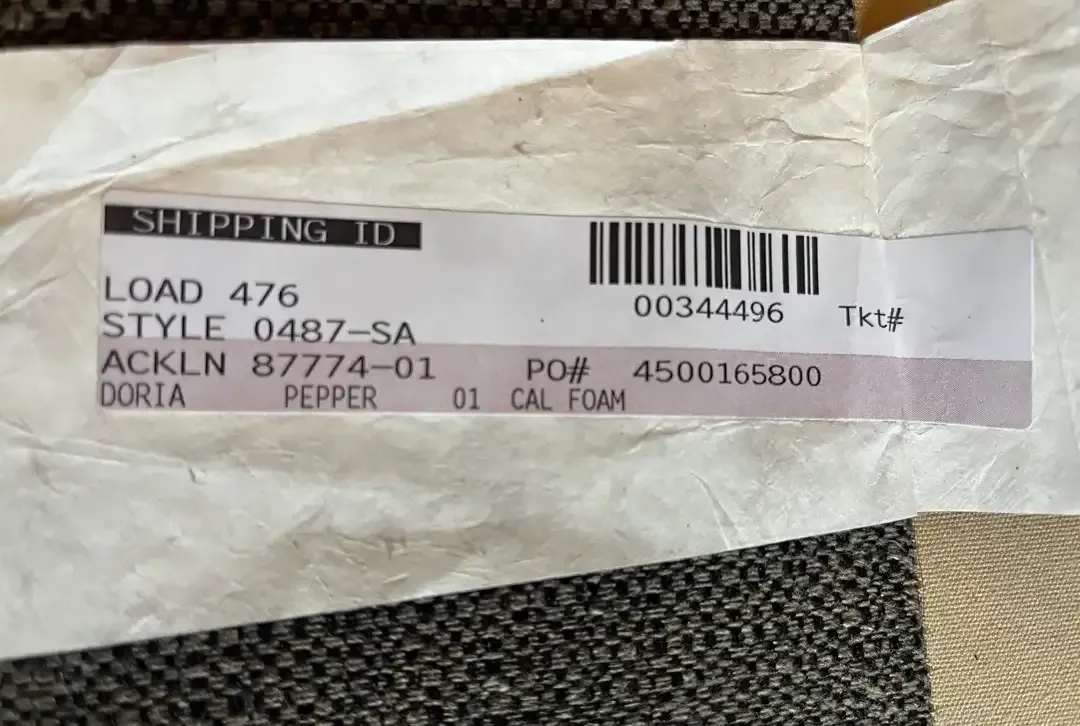 SHIPPING ID
LOAD 476
00344496 Tkt#
STYLE 0487-SA
ACKLN 87774-01 PO# 4500165800
DORIA PEPPER 01 CAL FOAM